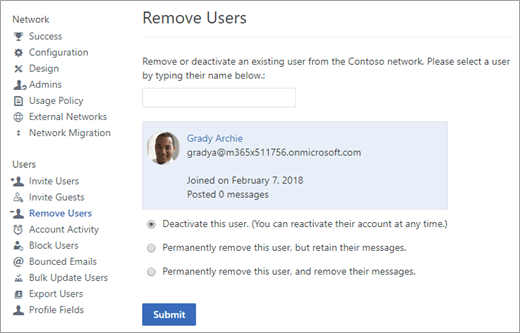 Network
Success
Configuration
Design
Admins
Usage Policy
External Networks
Network Migration
Users
Invite Users
Invite Guests
Remove Users
Account Activity
Block Users
Bounced Emails
Bulk Update Users
Export Users
Profile Fields
Remove Users
Remove or deactivate an existing user from the Contoso network. Please select a user
by typing their name below.:
Grady Archie
gradya@m365x511756.onmicrosoft.com
Joined on February 7, 2018
Posted 0 messages
Deactivate this user. (You can reactivate their account at any time.)
Permanently remove this user, but retain their messages.
Permanently remove this user, and remove their messages.
Submit